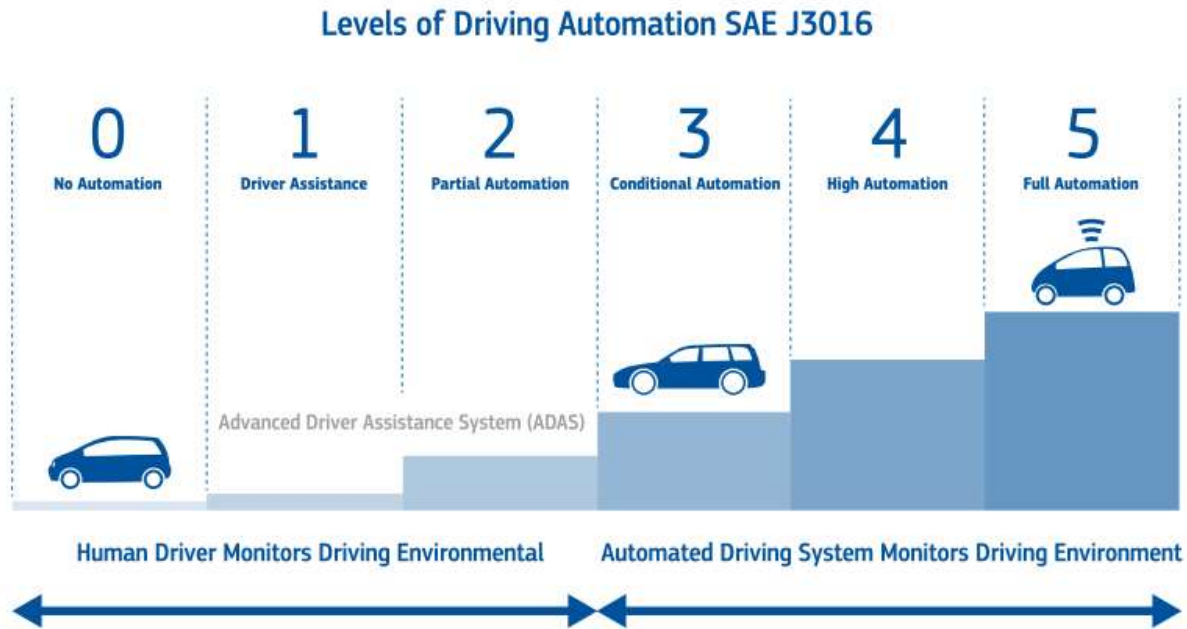 Levels of Driving Automation SAE J3016
0
No Automation
1
Driver Assistance
2
Partial Automation
3
Conditional Automation
4
High Automation
5
Full Automation
Advanced Driver Assistance System (ADAS)
Human Driver Monitors Driving Environmental
Automated Driving System Monitors Driving Environment